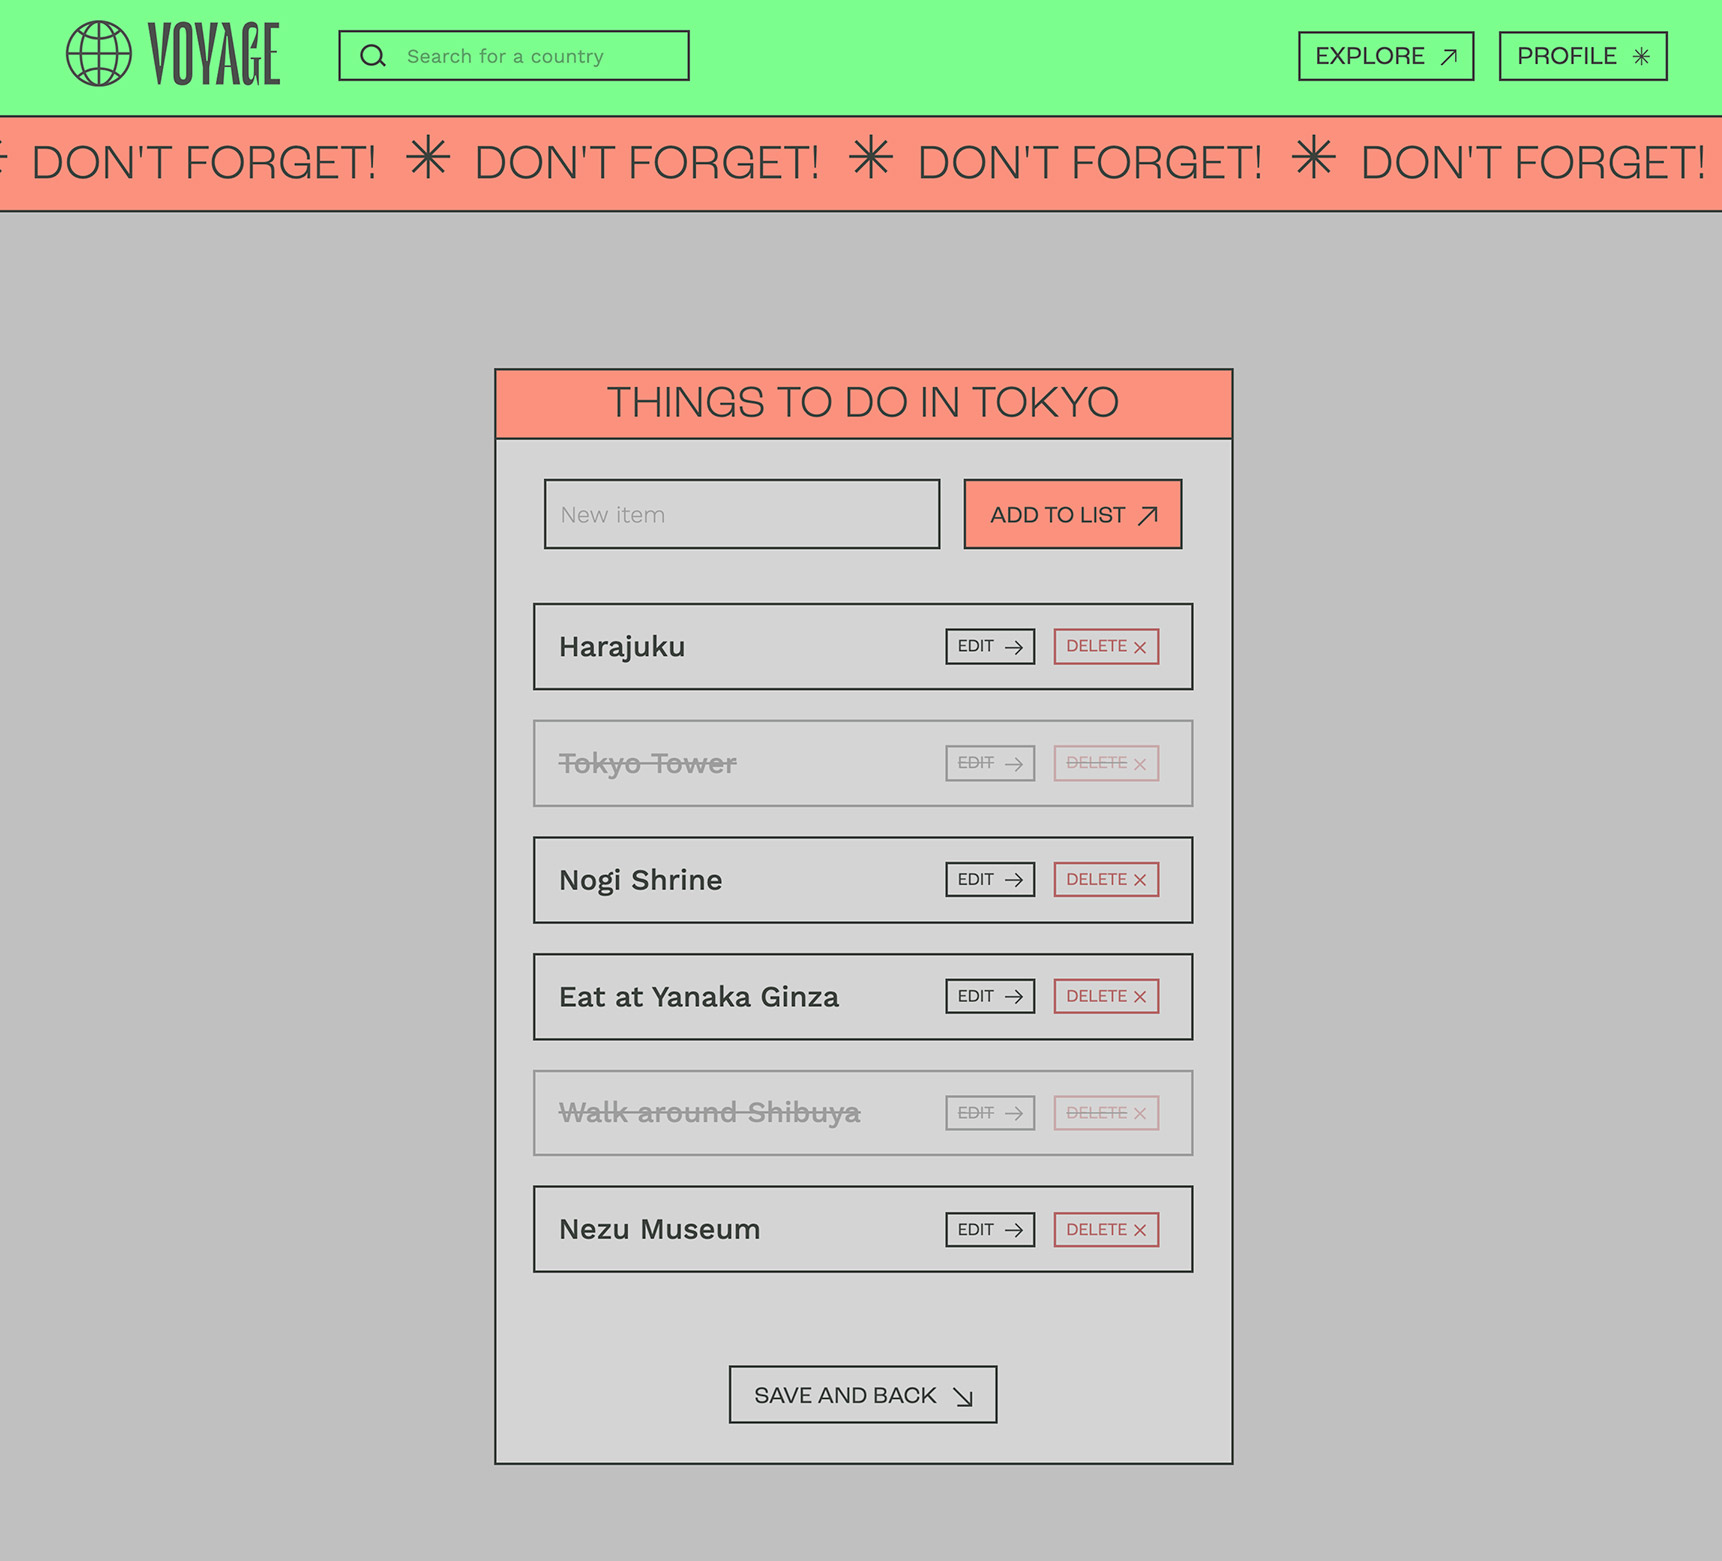 VOYAGE
Search for a country
EXPLORE
PROFILE
DON'T FORGET! DON'T FORGET! DON'T FORGET! DON'T FORGET!
THINGS TO DO IN TOKYO
New item
ADD TO LIST
Harajuku EDIT DELETE
Tokyo Tower EDIT DELETE
Nogi Shrine EDIT DELETE
Eat at Yanaka Ginza EDIT DELETE
Walk around Shibuya EDIT DELETE
Nezu Museum EDIT DELETE
SAVE AND BACK